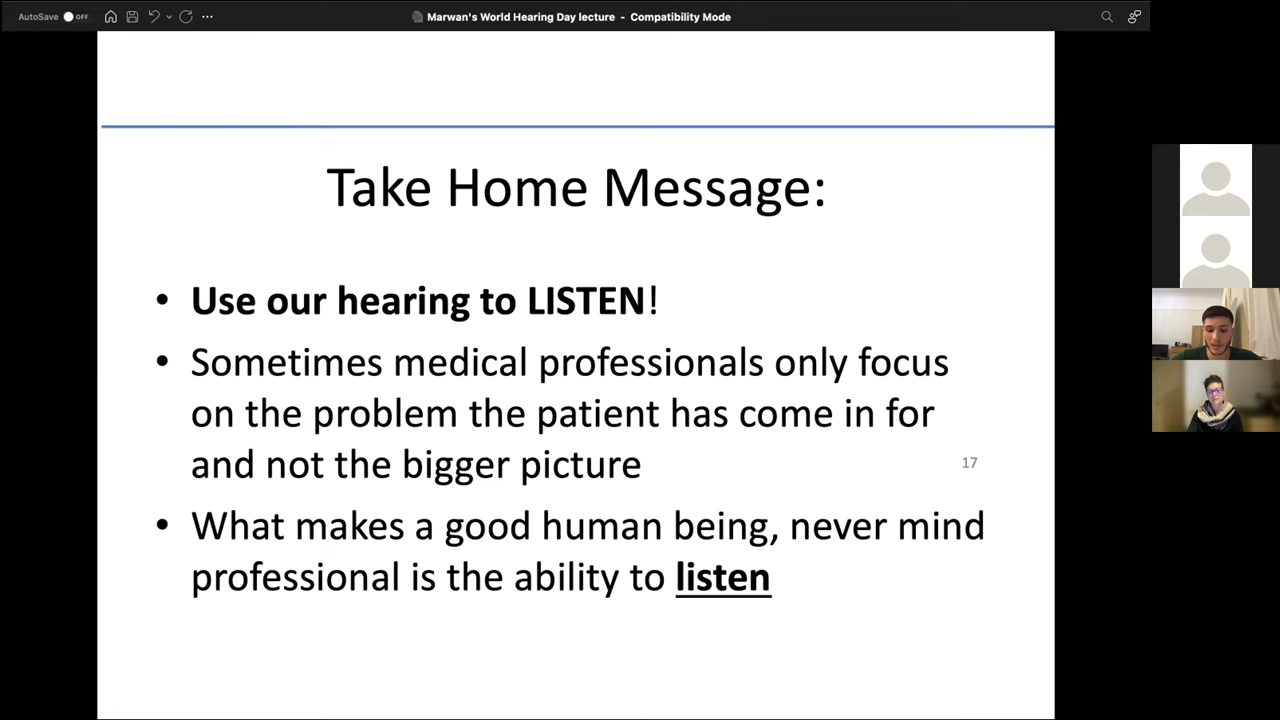 AutoSave OFF
Marwan's World Hearing Day lecture - Compatibility Mode
Take Home Message:
• Use our hearing to LISTEN!
• Sometimes medical professionals only focus
on the problem the patient has come in for
and not the bigger picture
17
• What makes a good human being, never mind
professional is the ability to listen